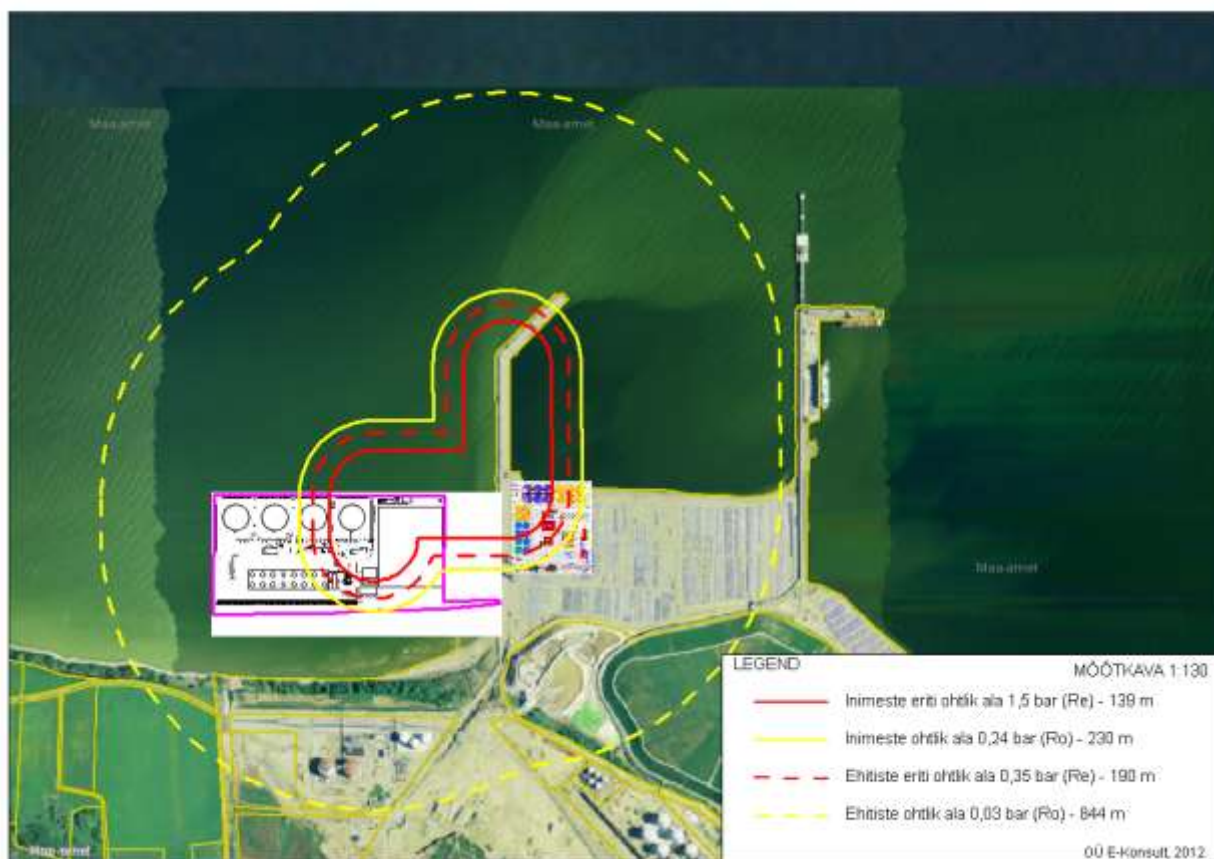 Maa-amet
Maa-amet
Maa-amet
LEGEND
MÕÕTKAVA 1:130
Inimeste eriti ohtlik ala 1,5 bar (Re) - 139 m
Inimeste ohtlik ala 0,24 bar (Ro) - 230 m
Ehitiste eriti ohtlik ala 0,35 bar (Re) - 190 m
Ehitiste ohtlik ala 0,03 bar (Ro) - 844 m
Maa-amet
OÜ E-Konsult, 2012